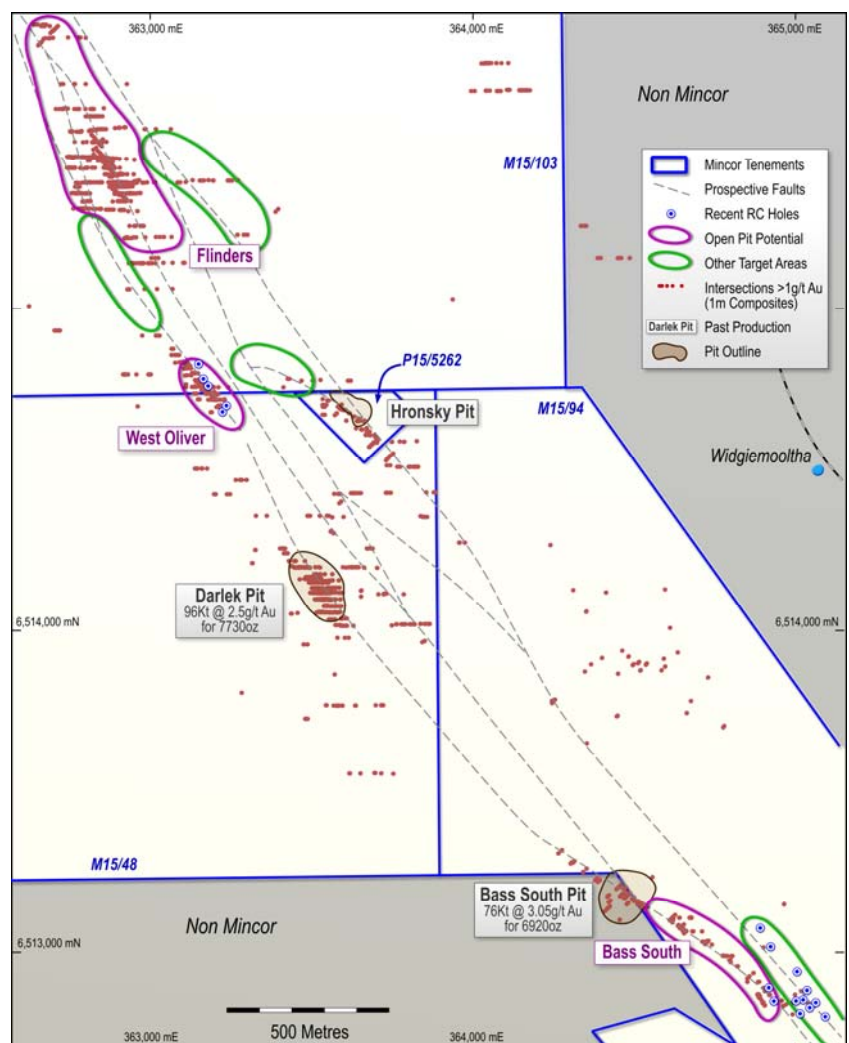 363,000 mE
364,000 mE
365,000 mE
Non Mincor
M15/103
Mincor Tenements
Prospective Faults
Recent RC Holes
Open Pit Potential
Other Target Areas
Intersections >1g/t Au
(1m Composites)
Darlek Pit
Past Production
Pit Outline
Flinders
P15/5262
Hronsky Pit
M15/94
West Oliver
Widgiemooltha
Darlek Pit
96Kt @ 2.5g/t Au
for 7730oz
6,514,000 mN
6,514,000 mN
M15/48
Non Mincor
Bass South Pit
76Kt @ 3.05g/t Au
for 6920oz
Bass South
6,513,000 mN
6,513,000 mN
500 Metres
363,000 mE
364,000 mE